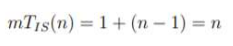 mT_{IS}(n) = 1 + (n − 1) = n